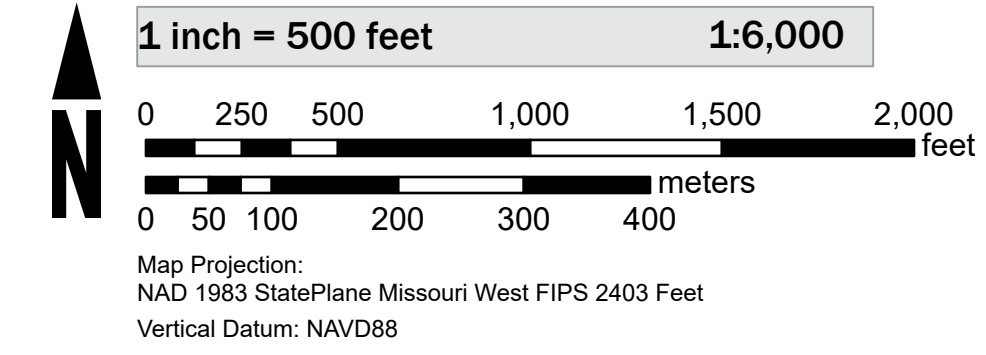 1 inch = 500 feet 1:6,000
0 250 500 1,000 1,500 2,000
feet
meters
0 50 100 200 300 400
N
Map Projection:
NAD 1983 StatePlane Missouri West FIPS 2403 Feet
Vertical Datum: NAVD88